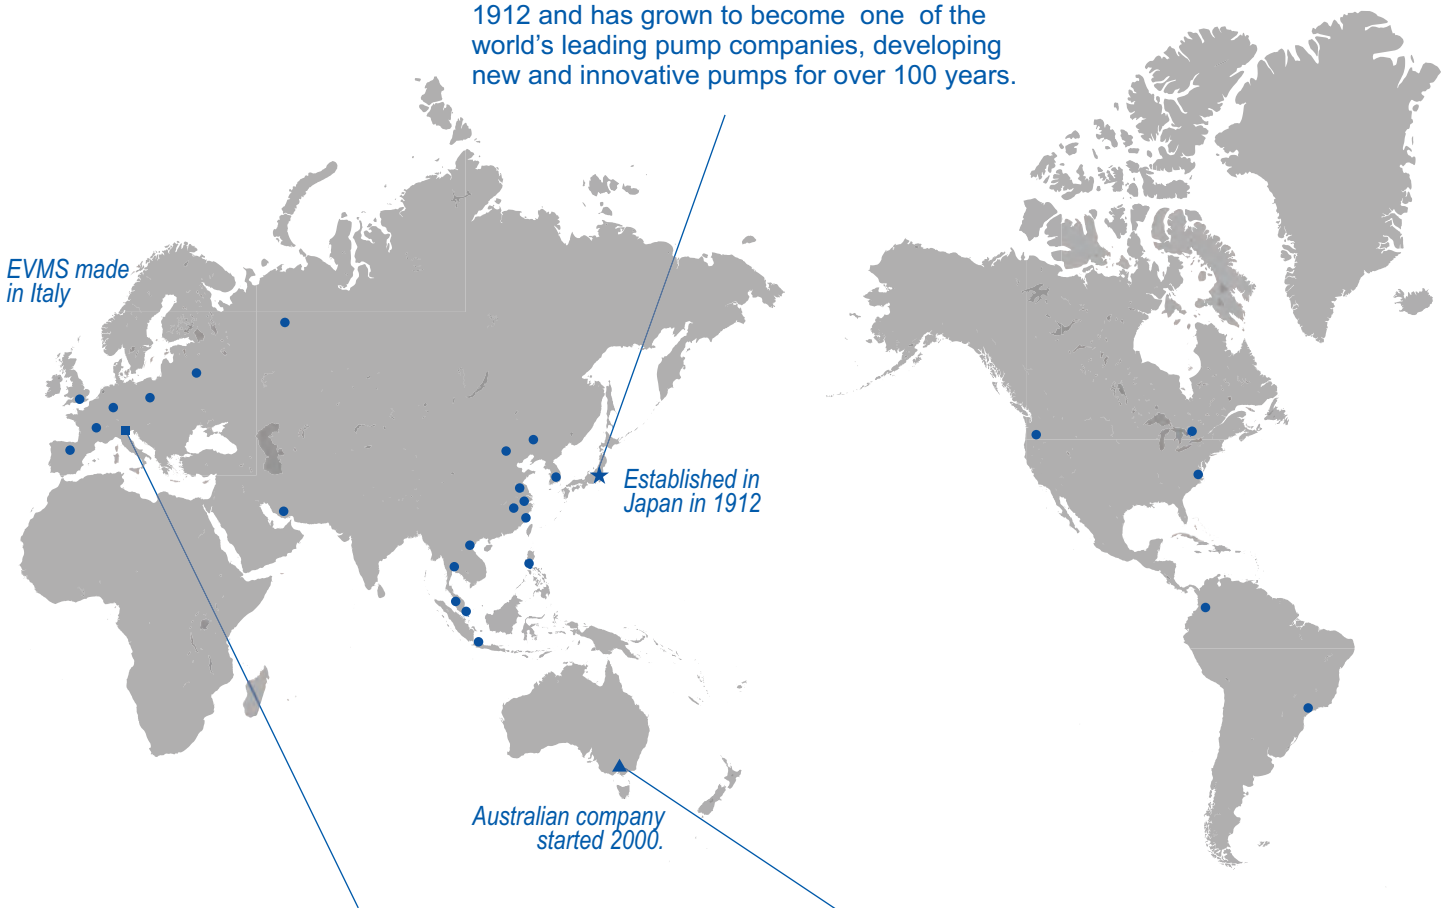 1912 and has grown to become one of the
world’s leading pump companies, developing
new and innovative pumps for over 100 years.
EVMS made
in Italy
Established in
Japan in 1912
Australian company
started 2000.